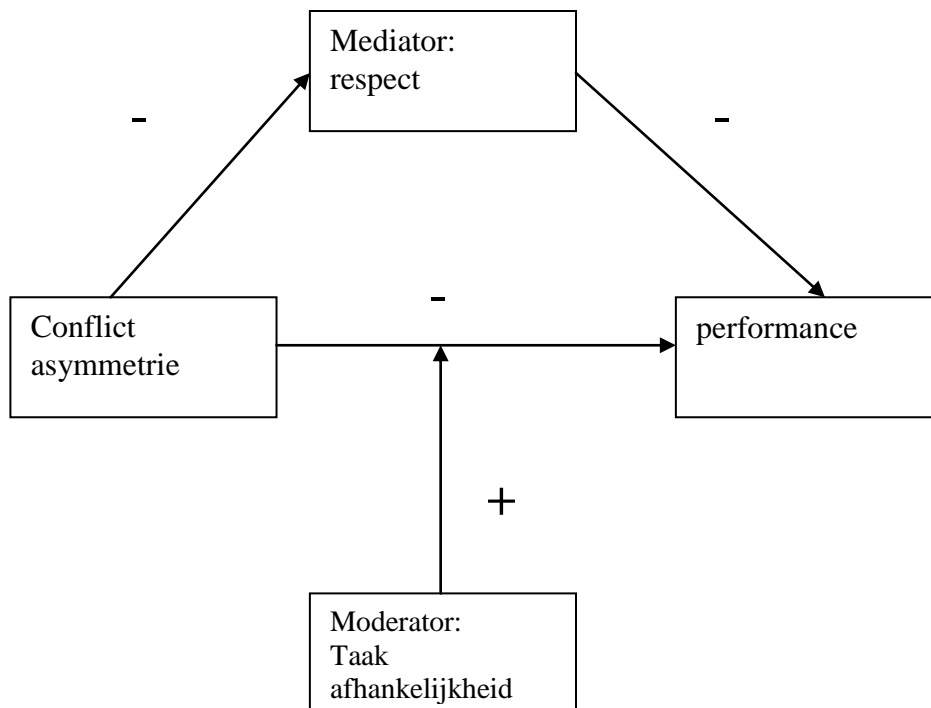 Mediator:
respect
-
-
-
Conflict
asymmetrie
performance
+
Moderator:
Taak
afhankelijkheid